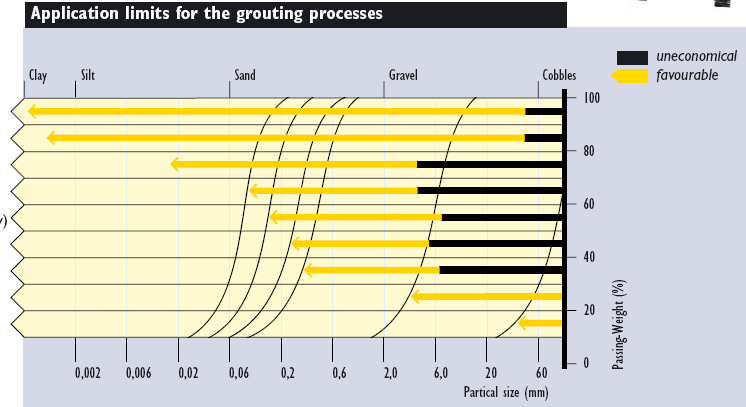 Application limits for the grouting processes
uneconomical
favourable
Clay Silt Sand Gravel Cobbles
100
80
60
40
20
0
Passing-Weight (%)
0,002 0,006 0,02 0,06 0,2 0,6 2,0 6,0 20 60
Partical size (mm)